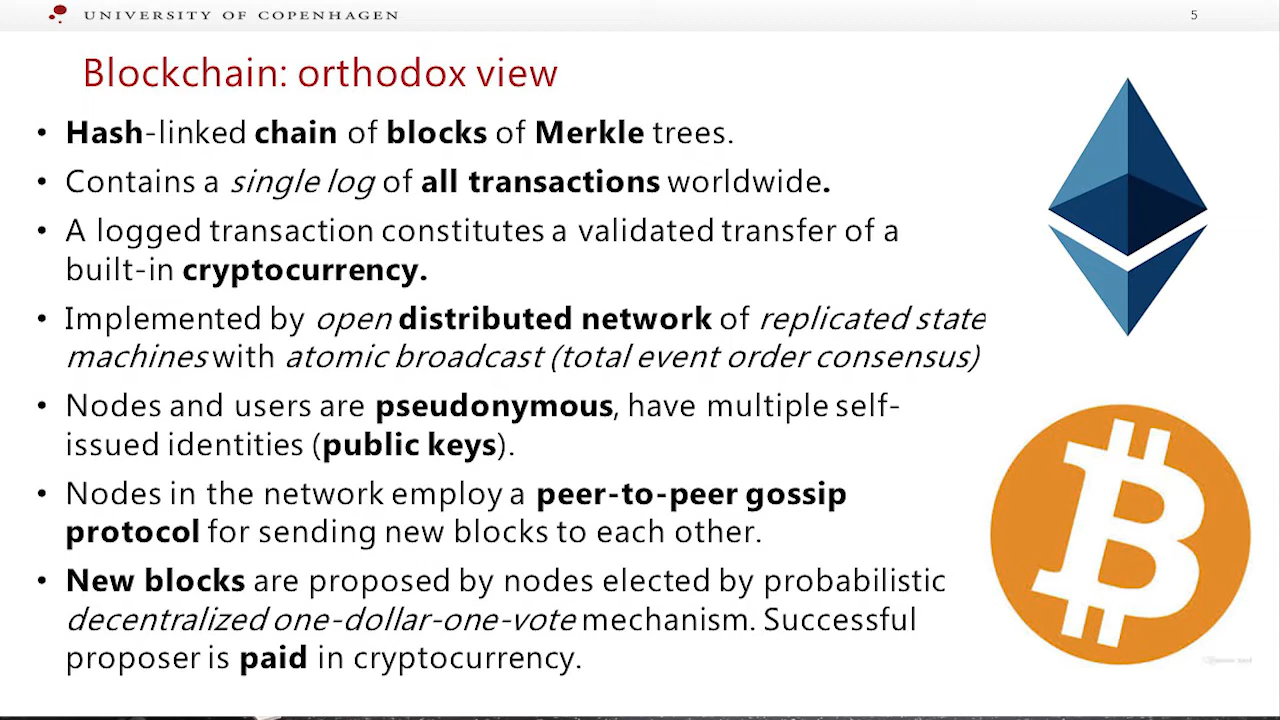 UNIVERSITY OF COPENHAGEN
5
Blockchain: orthodox view
• Hash-linked chain of blocks of Merkle trees.
• Contains a single log of all transactions worldwide.
• A logged transaction constitutes a validated transfer of a
built-in cryptocurrency.
• Implemented by open distributed network of replicated state
machines with atomic broadcast (total event order consensus)
• Nodes and users are pseudonymous, have multiple self-
issued identities (public keys).
• Nodes in the network employ a peer-to-peer gossip
protocol for sending new blocks to each other.
• New blocks are proposed by nodes elected by probabilistic
decentralized one-dollar-one-vote mechanism. Successful
proposer is paid in cryptocurrency.